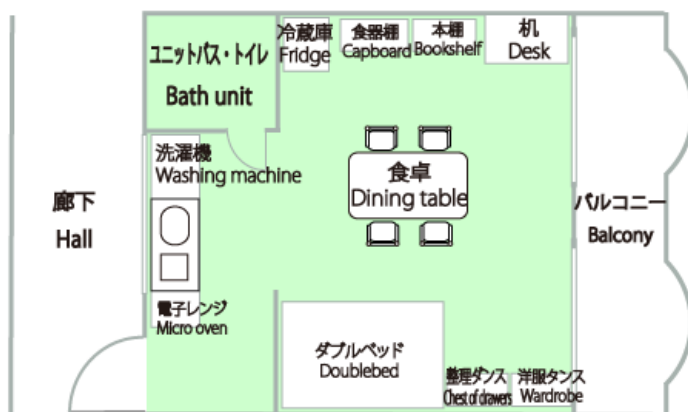 ユニットバス・トイレ
Bath unit
冷蔵庫
Fridge
食器棚
Capboard
本棚
Bookshelf
机
Desk
洗濯機
Washing machine
食卓
Dining table
廊下
Hall
バルコニー
Balcony
電子レンジ
Micro oven
ダブルベッド
Doublebed
整理ダンス
Chest of drawers
洋服タンス
Wardrobe